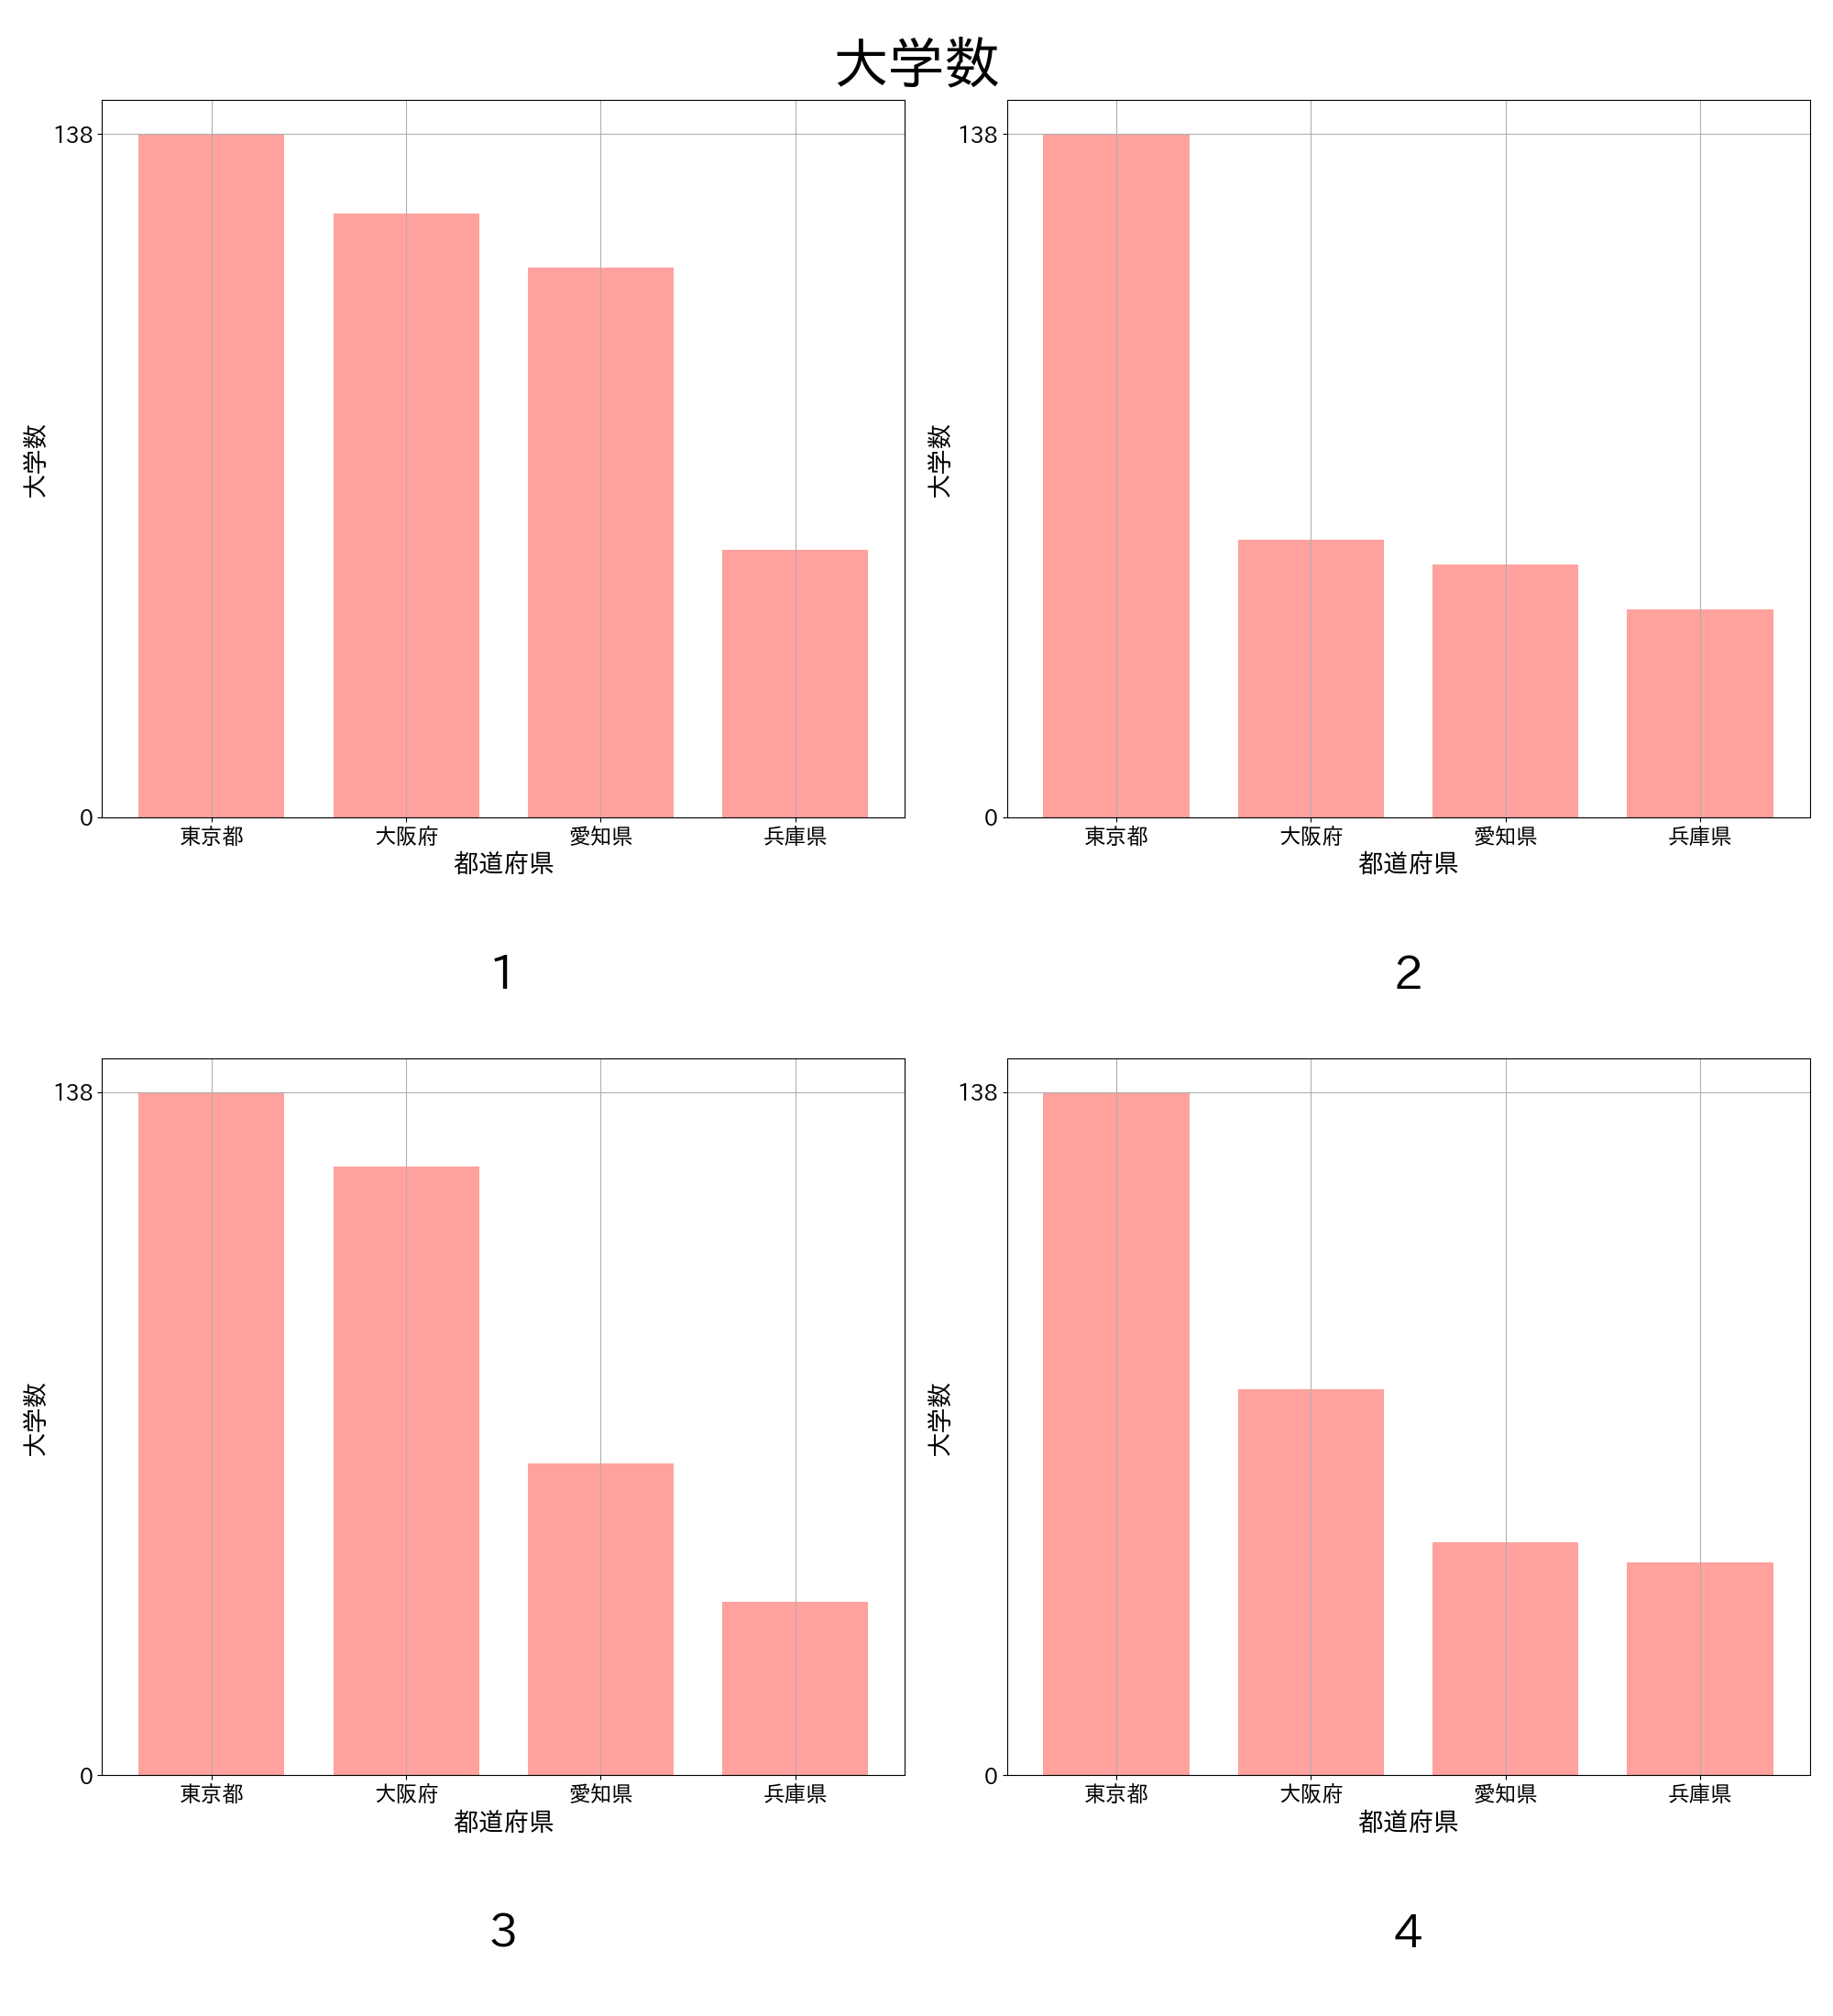 大学数
138
0
大学数
東京都 大阪府 愛知県 兵庫県
都道府県
1
138
0
大学数
東京都 大阪府 愛知県 兵庫県
都道府県
2
138
0
大学数
東京都 大阪府 愛知県 兵庫県
都道府県
3
138
0
大学数
東京都 大阪府 愛知県 兵庫県
都道府県
4